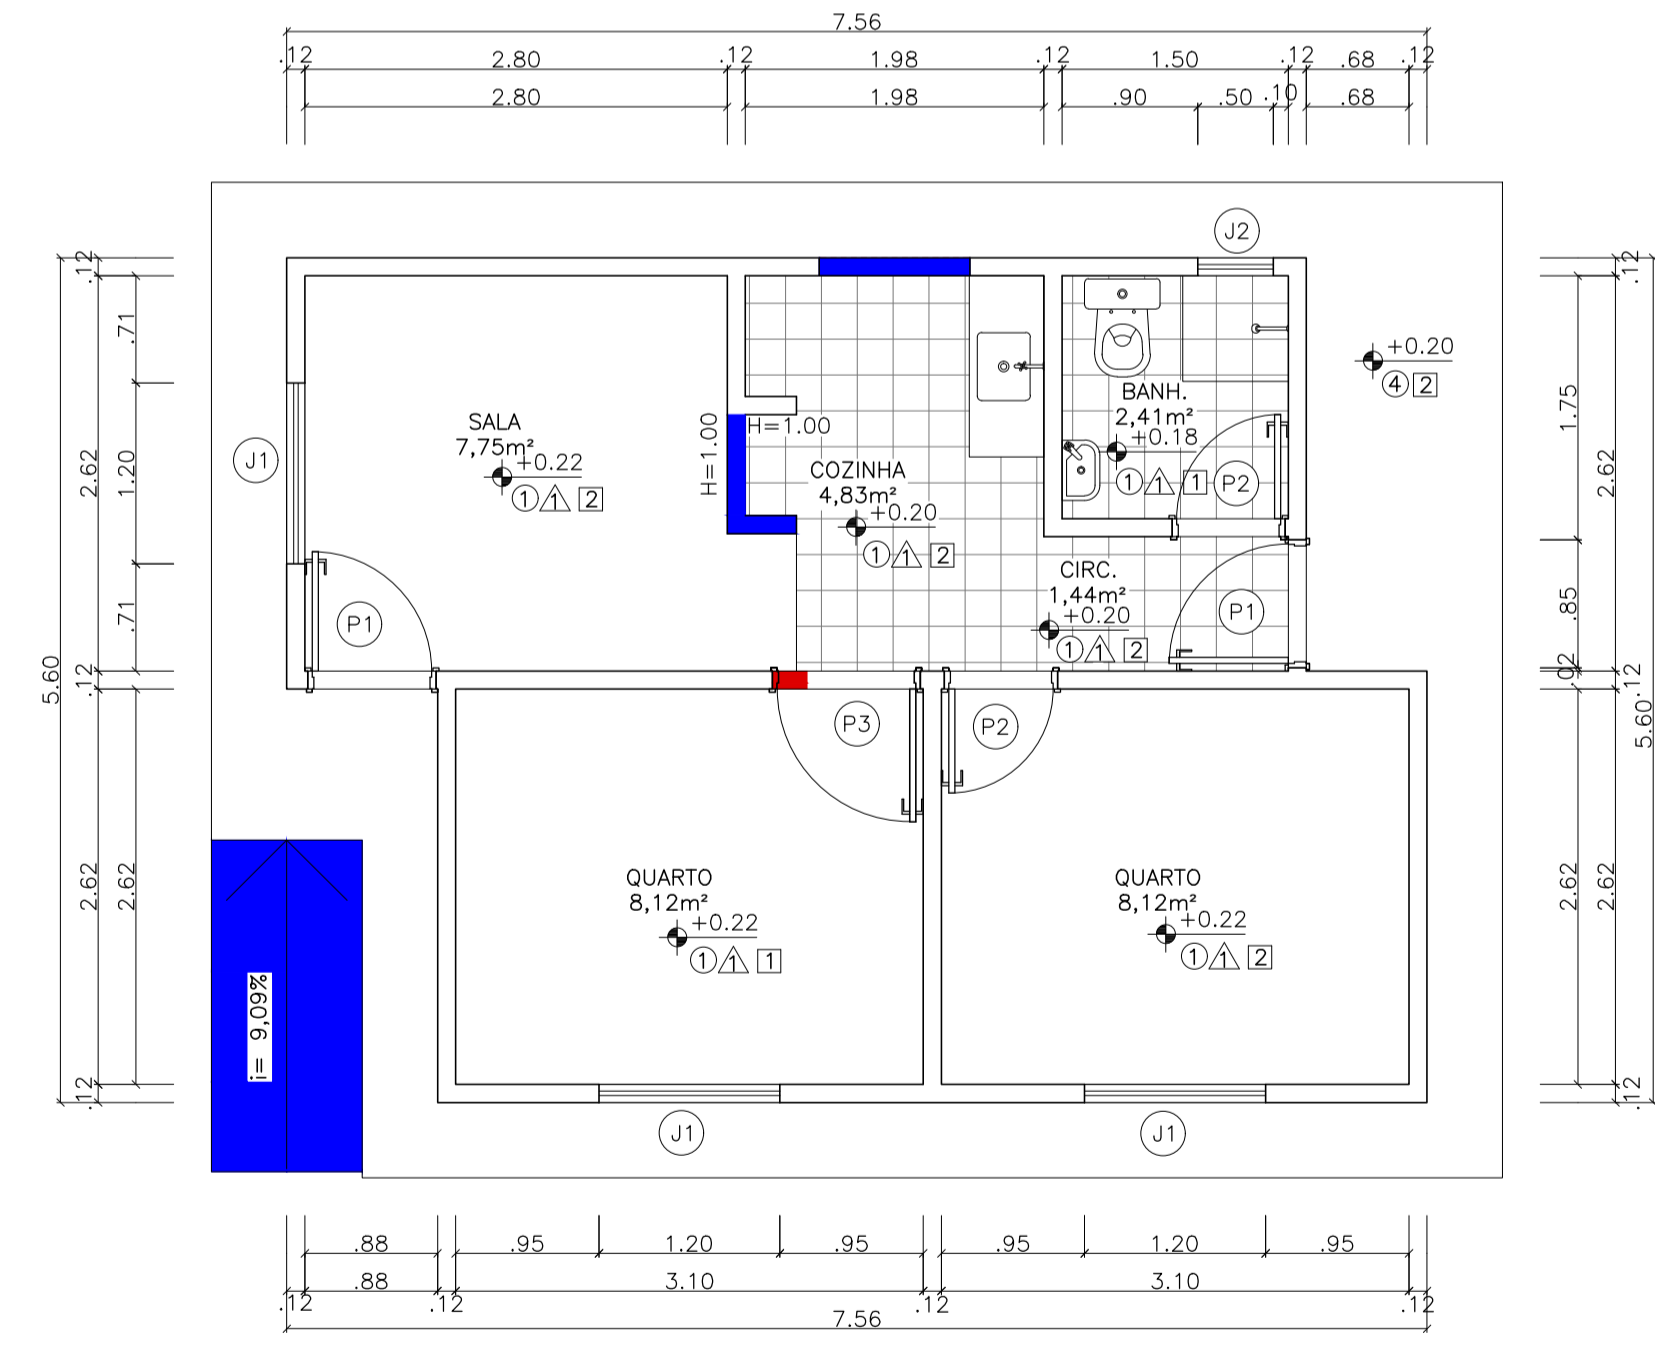 7.56
.12 2.80 .12 1.98 .12 1.50 .12 .68 .12
2.80 1.98 .90 .50 .10 .68
J2
.12 .12
.71
+0.20
4 2
1.75
BANH.
2,41m²
+0.18
1 1 1
P2
SALA
7,75m²
+0.22
1 1 2
J1
H=1.00
H=1.00
COZINHA
4,83m²
+0.20
1 1 2
2.62 1.20
2.62
CIRC.
1,44m²
+0.20
1 1 2
P1
P1
.71
.85
5.60
.12
.02 .12
5.60
P3
P2
QUARTO
8,12m²
+0.22
1 1 1
QUARTO
8,12m²
+0.22
1 1 2
2.62 2.62
2.62 2.62
i= 9,09%
.12 .12
J1
J1
.88 .95 1.20 .95 .95 1.20 .95
.88 3.10 3.10
.12 .12 .12 .12
7.56